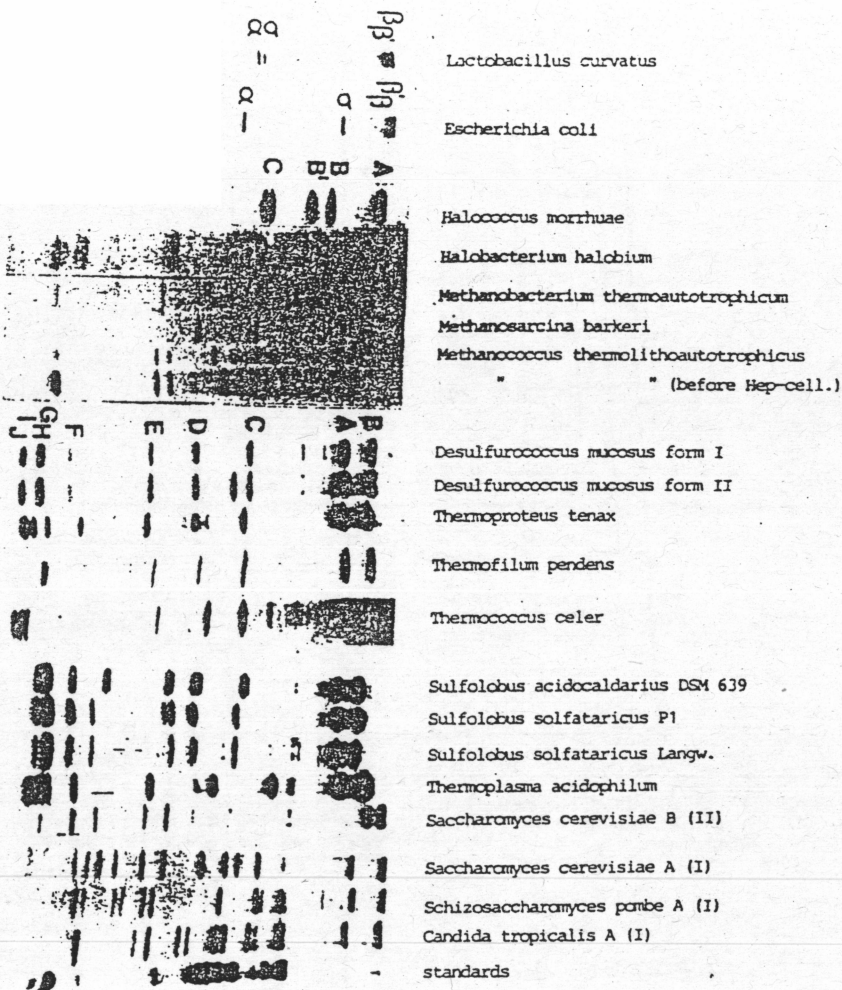 β'β α α σ Lactobacillus curvatus
β'β σ α Escherichia coli
A B B' C
Halococcus morrhuae
Halobacterium halobium
Methanobacterium thermoautotrophicum
Methanosarcina barkeri
Methanococcus thermolithoautotrophicus
" " (before Hep-cell.)
B A C D E F G H I J
Desulfurococcus mucosus form I
Desulfurococcus mucosus form II
Thermoproteus tenax
Thermofilum pendens
Thermococcus celer
Sulfolobus acidocaldarius DSM 639
Sulfolobus solfataricus P1
Sulfolobus solfataricus Langw.
Thermoplasma acidophilum
Saccharomyces cerevisiae B (II)
Saccharomyces cerevisiae A (I)
Schizosaccharomyces pombe A (I)
Candida tropicalis A (I)
standards